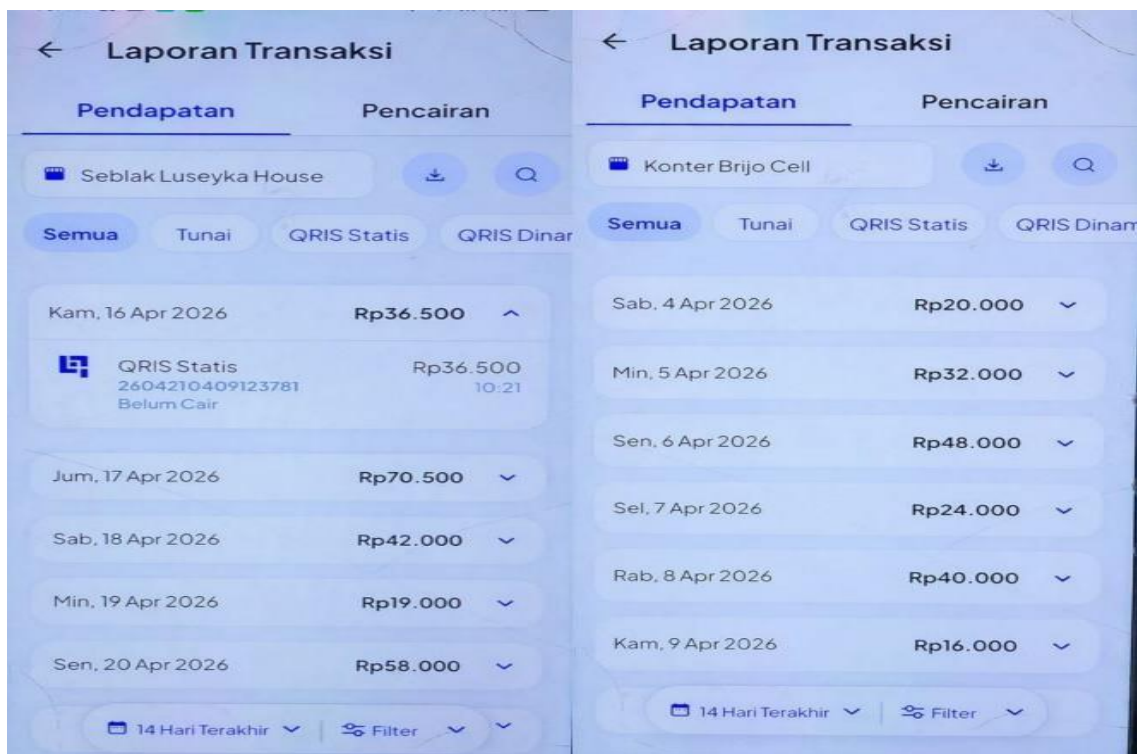 Laporan Transaksi
Pendapatan Pencairan
Seblak Luseyka House
Semua Tunai QRIS Statis QRIS Dinar
Kam, 16 Apr 2026 Rp36.500
QRIS Statis Rp36.500
2604210409123781 10:21
Belum Cair
Jum, 17 Apr 2026 Rp70.500
Sab, 18 Apr 2026 Rp42.000
Min, 19 Apr 2026 Rp19.000
Sen, 20 Apr 2026 Rp58.000
14 Hari Terakhir Filter
Laporan Transaksi
Pendapatan Pencairan
Konter Brijo Cell
Semua Tunai QRIS Statis QRIS Dinam
Sab, 4 Apr 2026 Rp20.000
Min, 5 Apr 2026 Rp32.000
Sen, 6 Apr 2026 Rp48.000
Sel, 7 Apr 2026 Rp24.000
Rab, 8 Apr 2026 Rp40.000
Kam, 9 Apr 2026 Rp16.000
14 Hari Terakhir Filter